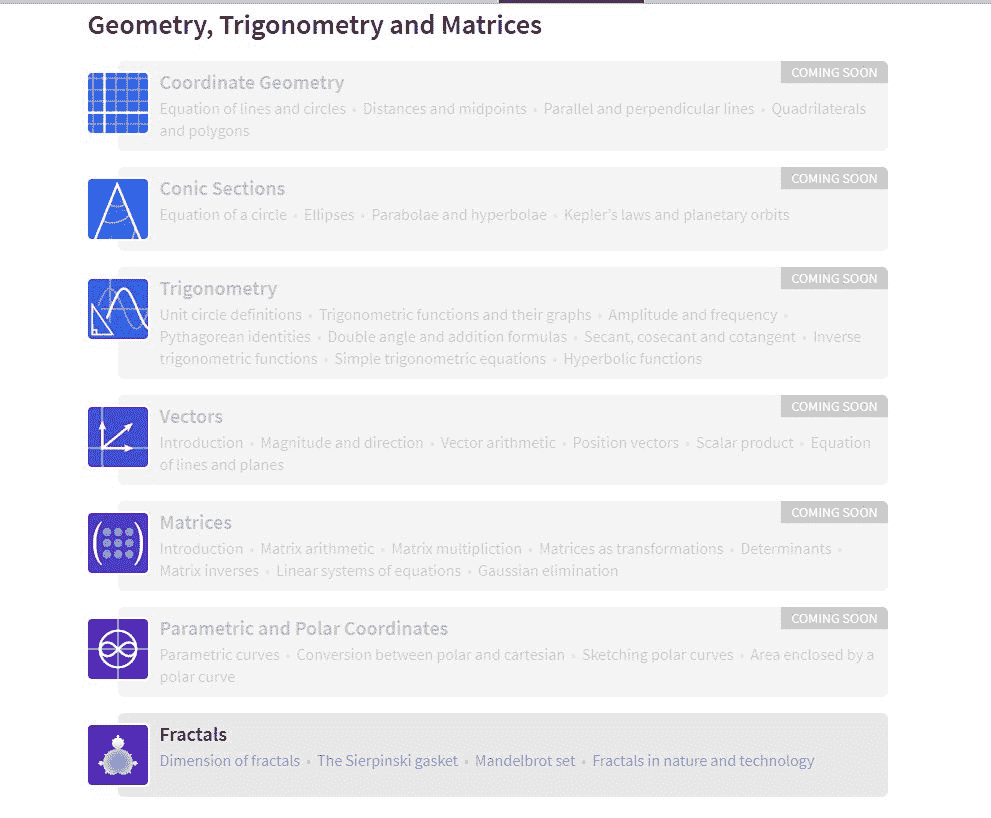 Geometry, Trigonometry and Matrices
COMING SOON
Coordinate Geometry
Equation of lines and circles • Distances and midpoints • Parallel and perpendicular lines • Quadrilaterals
and polygons
COMING SOON
Conic Sections
Equation of a circle • Ellipses • Parabolae and hyperbolae • Kepler's laws and planetary orbits
COMING SOON
Trigonometry
Unit circle definitions • Trigonometric functions and their graphs • Amplitude and frequency •
Pythagorean identities • Double angle and addition formulas • Secant, cosecant and cotangent • Inverse
trigonometric functions • Simple trigonometric equations • Hyperbolic functions
COMING SOON
Vectors
Introduction • Magnitude and direction • Vector arithmetic • Position vectors • Scalar product • Equation
of lines and planes
COMING SOON
Matrices
Introduction • Matrix arithmetic • Matrix multipliction • Matrices as transformations • Determinants •
Matrix inverses • Linear systems of equations • Gaussian elimination
COMING SOON
Parametric and Polar Coordinates
Parametric curves • Conversion between polar and cartesian • Sketching polar curves • Area enclosed by a
polar curve
Fractals
Dimension of fractals • The Sierpinski gasket • Mandelbrot set • Fractals in nature and technology